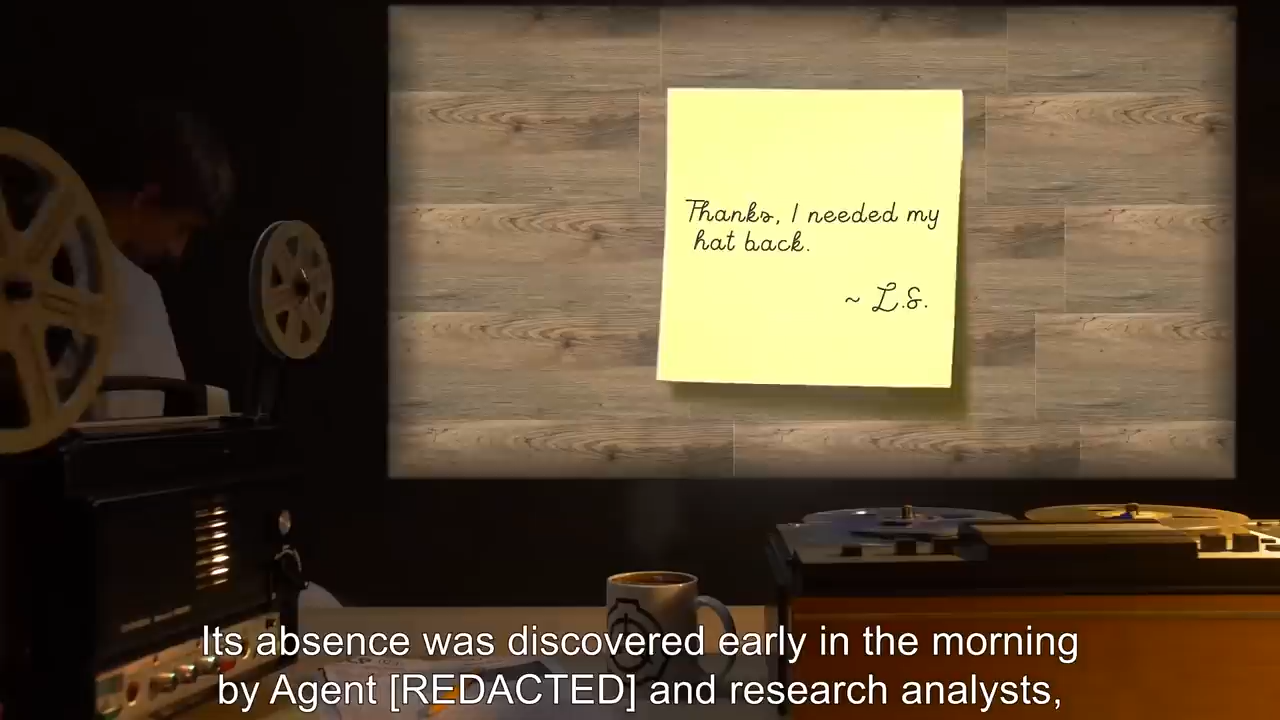 Thanks, I needed my
hat back.
~ L.S.
Its absence was discovered early in the morning
by Agent [REDACTED] and research analysts,